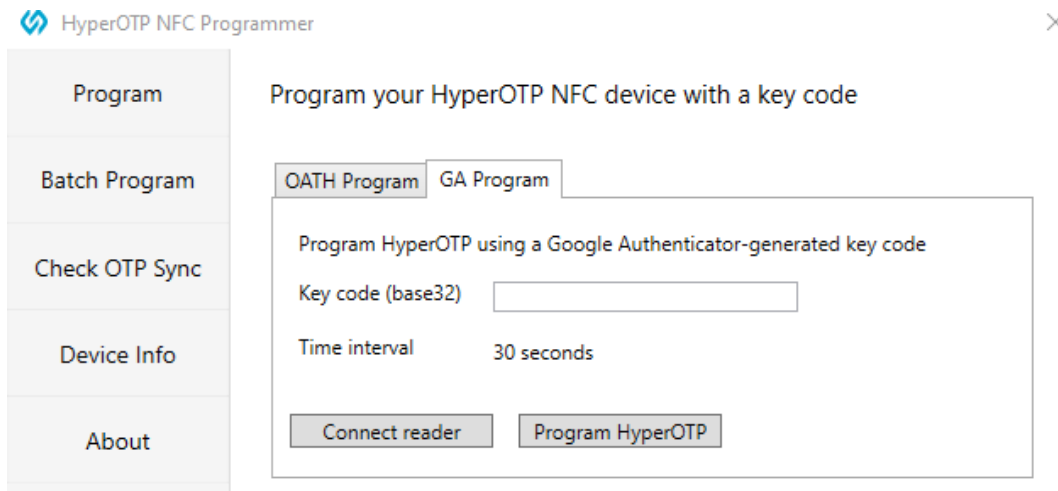 HyperOTP NFC Programmer
Program
Batch Program
Check OTP Sync
Device Info
About
Program your HyperOTP NFC device with a key code
OATH Program GA Program
Program HyperOTP using a Google Authenticator-generated key code
Key code (base32)
Time interval 30 seconds
Connect reader Program HyperOTP